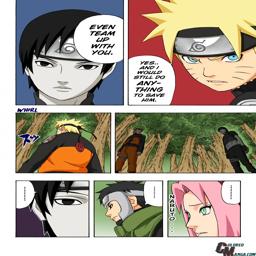 EVEN
TEAM
UP
WITH
YOU.
YES..
AND I
WOULD
STILL DO
ANY-
THING
TO SAVE
HIM.
WHIRL
NARUTO...
COLORED
MANGA.COM